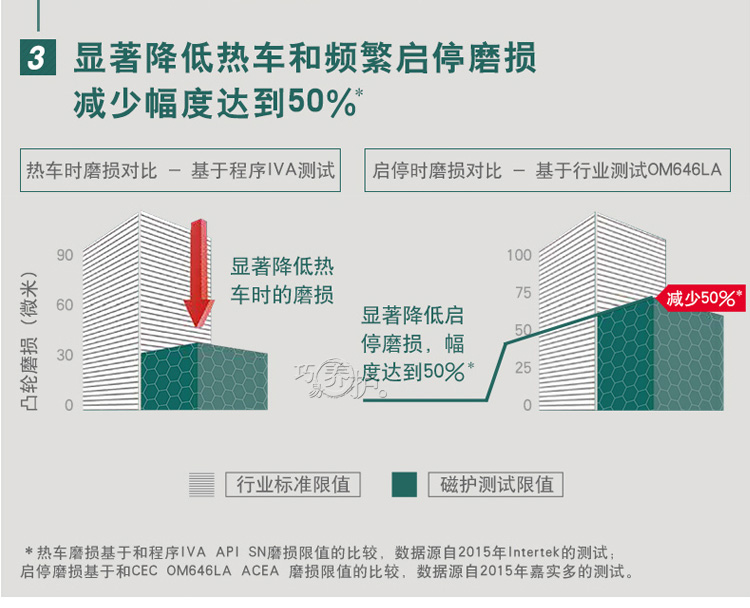 3 显著降低热车和频繁启停磨损
减少幅度达到50%*
热车时磨损对比 － 基于程序IVA测试
启停时磨损对比 － 基于行业测试OM646LA
凸轮磨损（微米）
90
60
30
0
显著降低热
车时的磨损
100
75
50
25
0
显著降低启
停磨损，幅
度达到50%*
减少50%*
巧易养护。
行业标准限值
磁护测试限值
*热车磨损基于和程序IVA API SN磨损限值的比较，数据源自2015年Intertek的测试；
启停磨损基于和CEC OM646LA ACEA 磨损限值的比较，数据源自2015年嘉实多的测试。